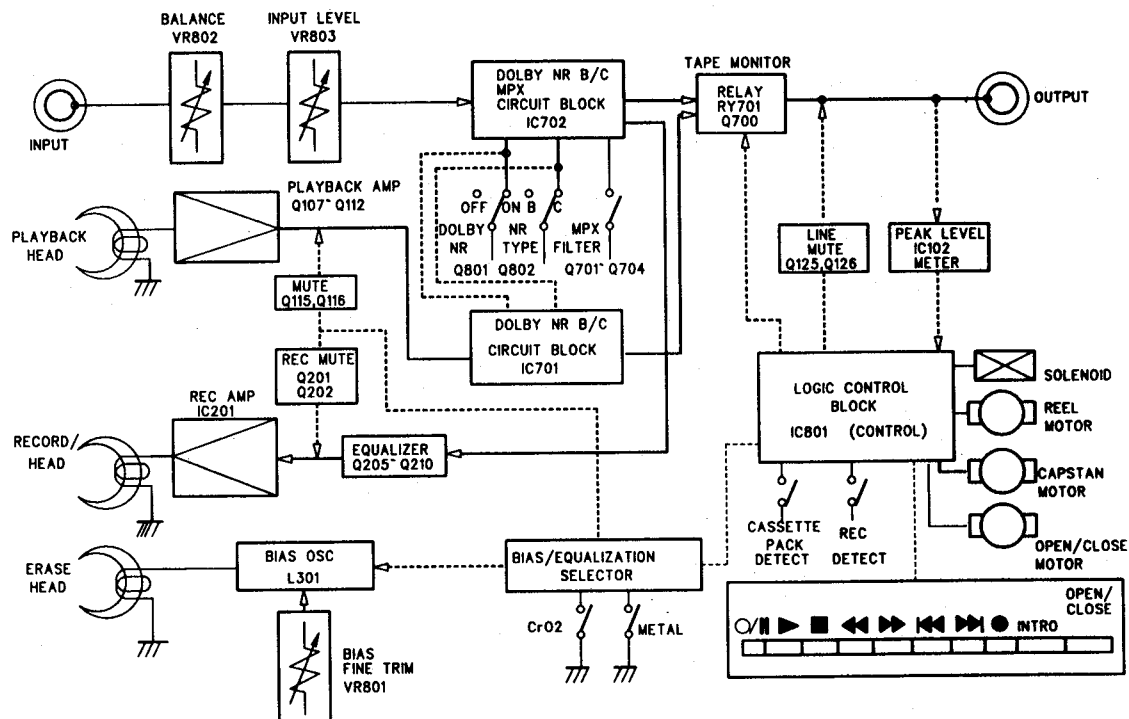 BALANCE
VR802
INPUT LEVEL
VR803
DOLBY NR B/C
MPX
CIRCUIT BLOCK
IC702
TAPE MONITOR
RELAY
RY701
Q700
INPUT
OUTPUT
PLAYBACK AMP
Q107~Q112
PLAYBACK
HEAD
OFF ON B C
DOLBY NR MPX
NR TYPE FILTER
Q801 Q802 Q701~Q704
LINE
MUTE
Q125,Q126
PEAK LEVEL
IC102
METER
MUTE
Q115,Q116
DOLBY NR B/C
CIRCUIT BLOCK
IC701
REC MUTE
Q201
Q202
LOGIC CONTROL
BLOCK
IC801 (CONTROL)
SOLENOID
REEL
MOTOR
CAPSTAN
MOTOR
OPEN/CLOSE
MOTOR
REC AMP
IC201
RECORD/
HEAD
EQUALIZER
Q205~Q210
CASSETTE
PACK
DETECT
REC
DETECT
ERASE
HEAD
BIAS OSC
L301
BIAS/EQUALIZATION
SELECTOR
CrO2
METAL
BIAS
FINE TRIM
VR801
OPEN/
CLOSE
INTRO